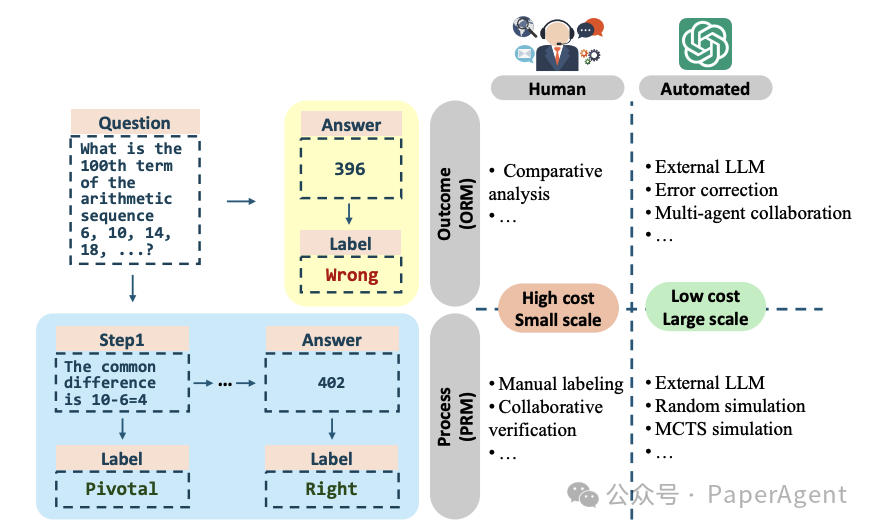 Human
Automated
Question
What is the
100th term
of the
arithmetic
sequence
6, 10, 14,
18, ...?
Answer
396
Label
Wrong
Outcome
(ORM)
• Comparative
analysis
• …
• External LLM
• Error correction
• Multi-agent collaboration
• …
High cost
Small scale
Low cost
Large scale
Step1
The common
difference
is 10-6=4
...
Answer
402
Label
Pivotal
Label
Right
Process
(PRM)
• Manual labeling
• Collaborative
verification
• …
• External LLM
• Random simulation
• MCTS simulation
• …
公众号 · PaperAgent